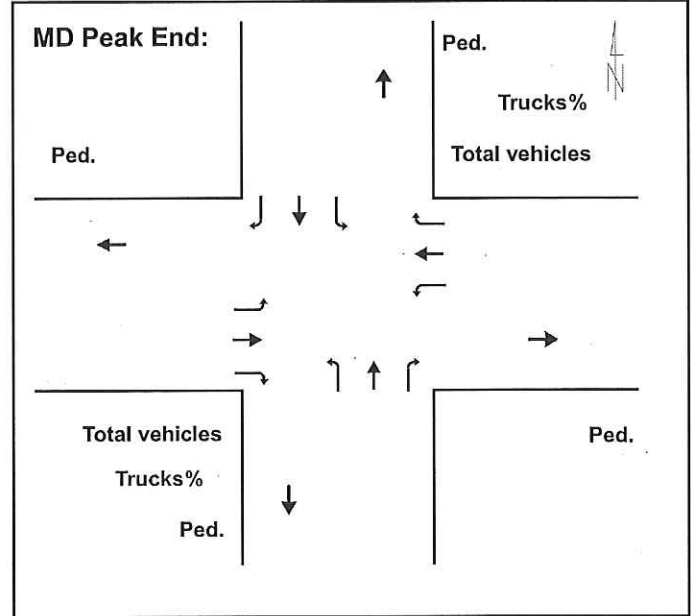 MD Peak End:
Ped.
N
Trucks%
Ped.
Total vehicles
Total vehicles
Ped.
Trucks%
Ped.